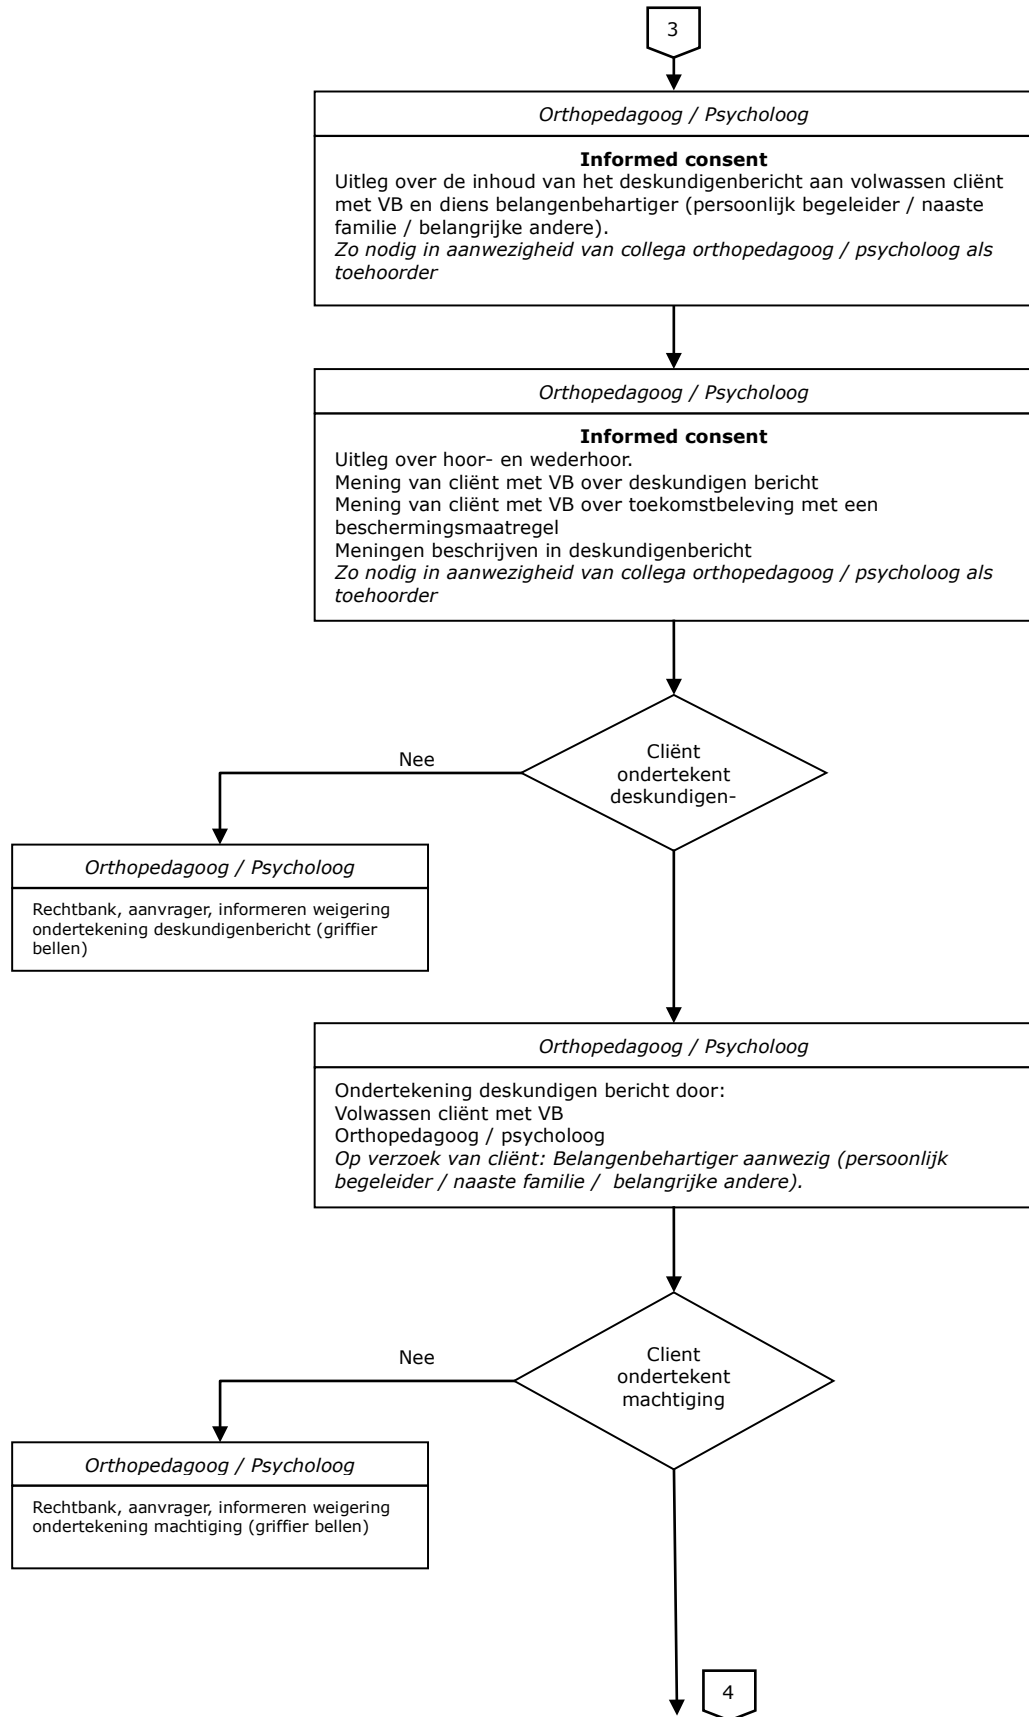 3
Orthopedagoog / Psycholoog
Informed consent
Uitleg over de inhoud van het deskundigenbericht aan volwassen cliënt
met VB en diens belangenbehartiger (persoonlijk begeleider / naaste
familie / belangrijke andere).
Zo nodig in aanwezigheid van collega orthopedagoog / psycholoog als
toehoorder
Orthopedagoog / Psycholoog
Informed consent
Uitleg over hoor- en wederhoor.
Mening van cliënt met VB over deskundigen bericht
Mening van cliënt met VB over toekomstbeleving met een
beschermingsmaatregel
Meningen beschrijven in deskundigenbericht
Zo nodig in aanwezigheid van collega orthopedagoog / psycholoog als
toehoorder
Cliënt
ondertekent
deskundigen-
Nee
Orthopedagoog / Psycholoog
Rechtbank, aanvrager, informeren weigering
ondertekening deskundigenbericht (griffier
bellen)
Orthopedagoog / Psycholoog
Ondertekening deskundigen bericht door:
Volwassen cliënt met VB
Orthopedagoog / psycholoog
Op verzoek van cliënt: Belangenbehartiger aanwezig (persoonlijk
begeleider / naaste familie / belangrijke andere).
Client
ondertekent
machtiging
Nee
Orthopedagoog / Psycholoog
Rechtbank, aanvrager, informeren weigering
ondertekening machtiging (griffier bellen)
4